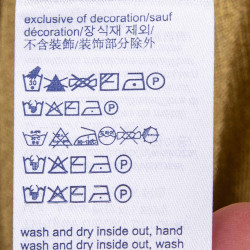 exclusive of decoration/sauf
décoration/장식재 제외/
不含裝飾/装饰部分除外
wash and dry inside out, hand
wash and dry inside out, wash